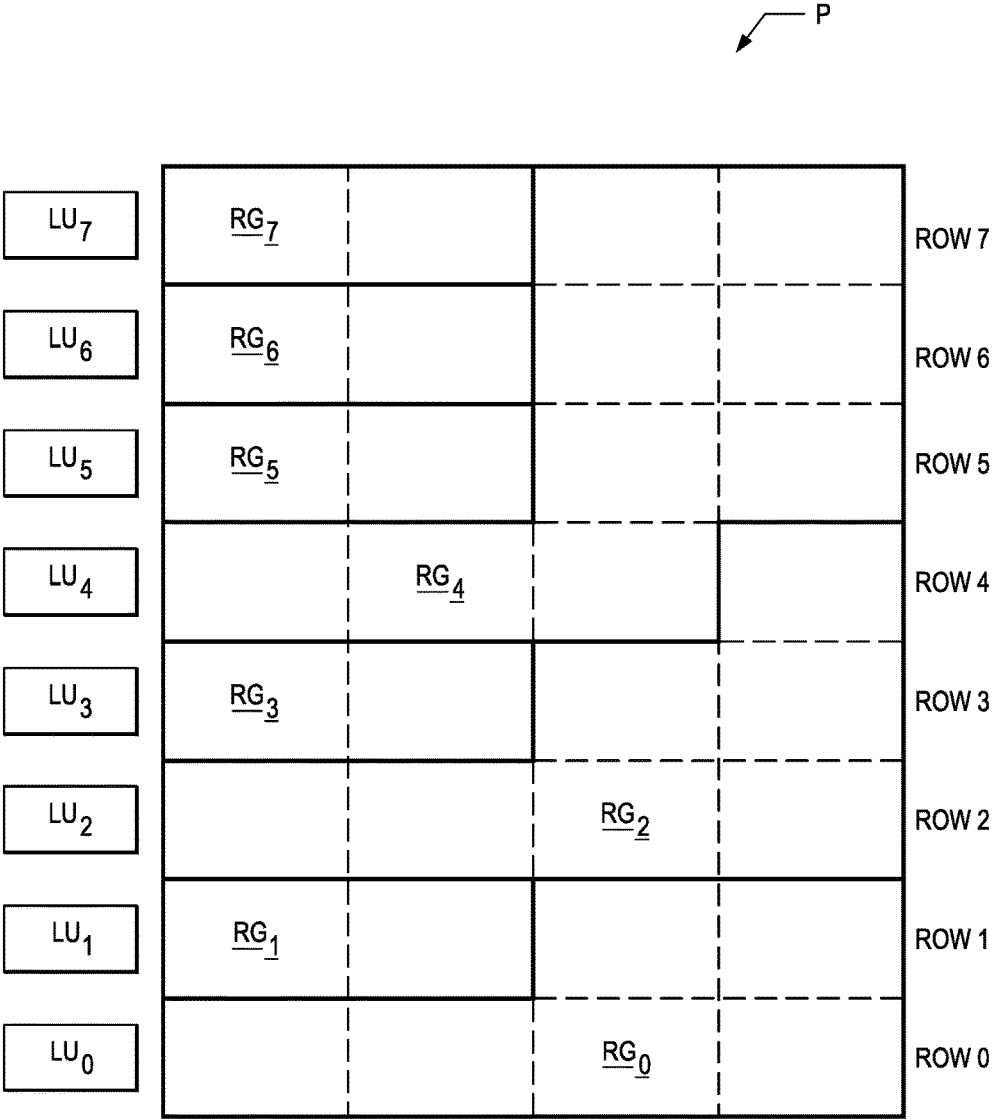 P
LU7 RG7 ROW 7
LU6 RG6 ROW 6
LU5 RG5 ROW 5
LU4 RG4 ROW 4
LU3 RG3 ROW 3
LU2 RG2 ROW 2
LU1 RG1 ROW 1
LU0 RG0 ROW 0